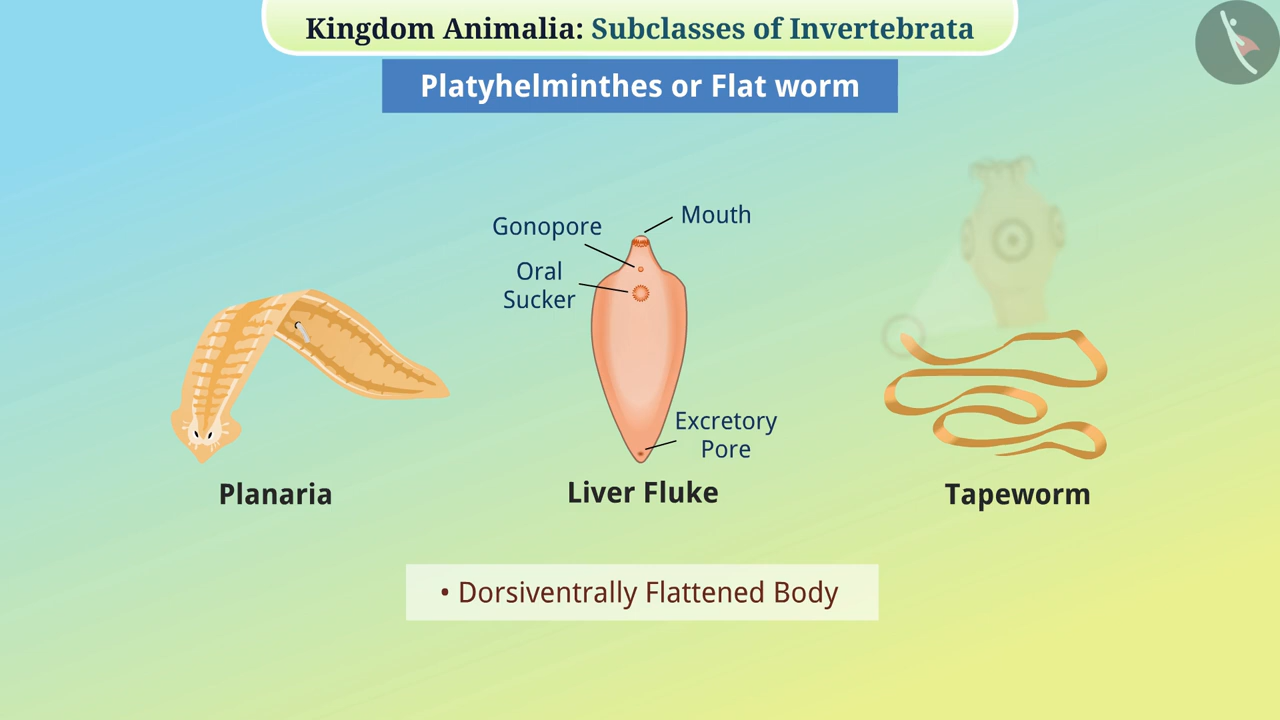 Kingdom Animalia: Subclasses of Invertebrata
Platyhelminthes or Flat worm
Gonopore
Mouth
Oral
Sucker
Excretory
Pore
Planaria
Liver Fluke
Tapeworm
• Dorsiventrally Flattened Body